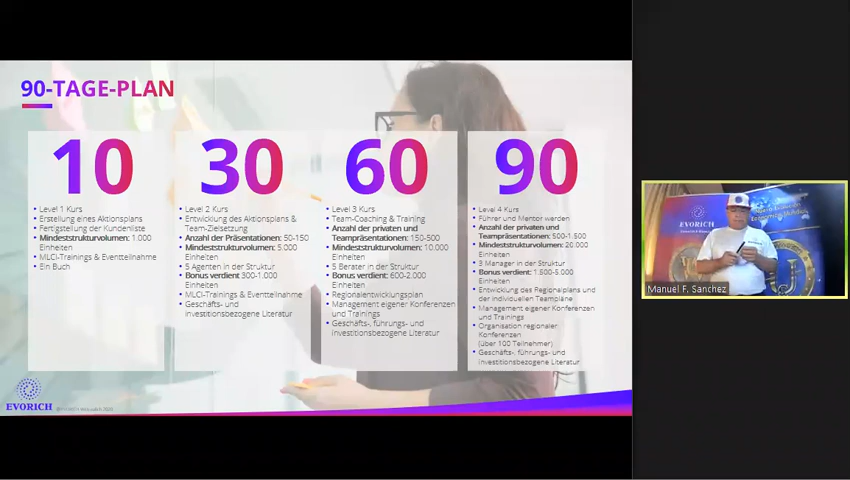 90-TAGE-PLAN
10
• Level 1 Kurs
• Erstellung eines Aktionsplans
• Fertigstellung der Kundenliste
• Mindeststrukturvolumen: 1.000
Einheiten
• MLCI-Trainings & Eventteilnahme
• Ein Buch
30
• Level 2 Kurs
• Entwicklung des Aktionsplans &
Team-Zielsetzung
• Anzahl der Präsentationen: 50-150
• Mindeststrukturvolumen: 5.000
Einheiten
• 5 Agenten in der Struktur
• Bonus verdient 300-1.000
Einheiten
• MLCI-Trainings & Eventteilnahme
• Geschäfts- und
investitionsbezogene Literatur
60
• Level 3 Kurs
• Team-Coaching & Training
• Anzahl der privaten und
Teampräsentationen: 150-500
• Mindeststrukturvolumen: 10.000
Einheiten
• 5 Berater in der Struktur
• Bonus verdient: 600-2.000
Einheiten
• Regionalentwicklungsplan
• Management eigener Konferenzen
und Trainings
• Geschäfts-, führungs- und
investitionsbezogene Literatur
90
• Level 4 Kurs
• Führer und Mentor werden
• Anzahl der privaten und
Teampräsentationen: 500-1.500
• Mindeststrukturvolumen: 20.000
Einheiten
• 3 Manager in der Struktur
• Bonus verdient: 1.500-5.000
Einheiten
• Entwicklung des Regionalplans und
der individuellen Teampläne
• Management eigener Konferenzen
und Trainings
• Organisation regionaler
Konferenzen
(über 100 Teilnehmer)
• Geschäfts-, führungs- und
investitionsbezogene Literatur
EVORICH
EVORICH
Manuel F. Sanchez